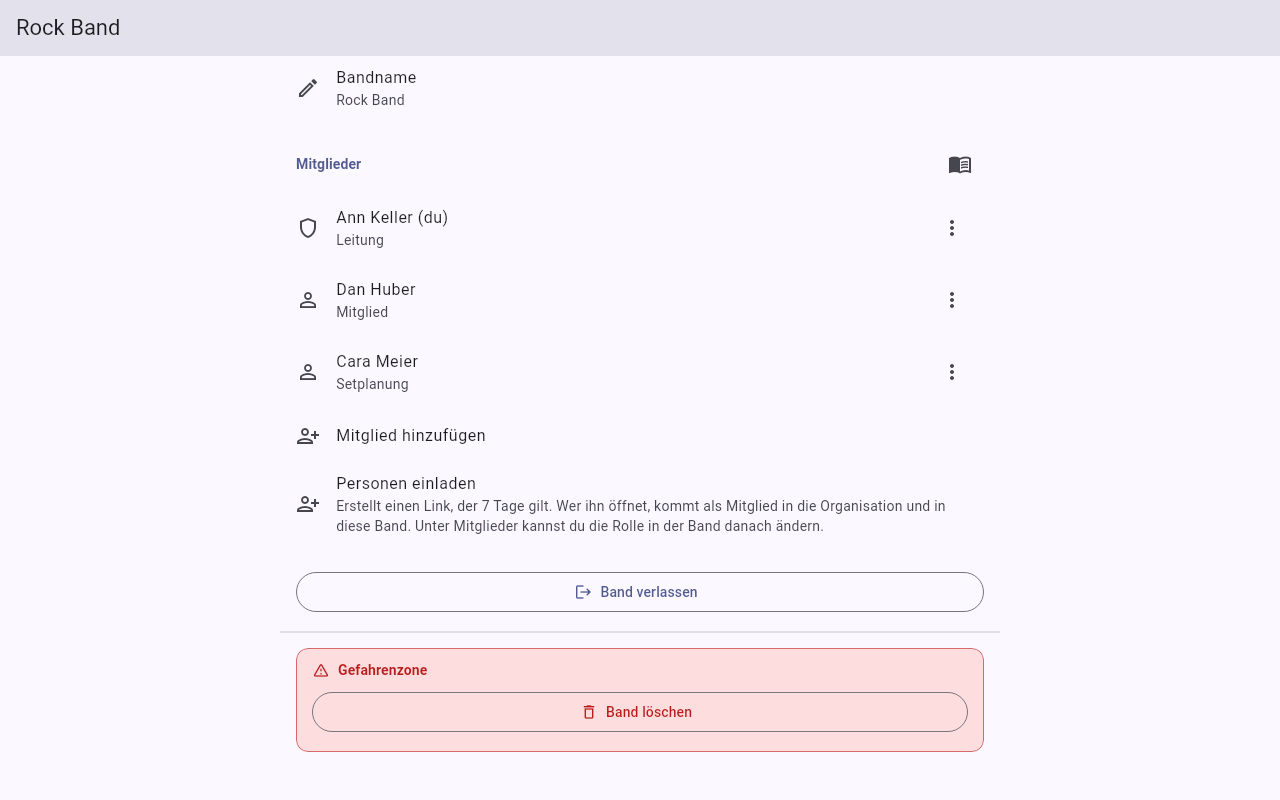 Rock Band
Bandname
Rock Band
Mitglieder
Ann Keller (du)
Leitung
Dan Huber
Mitglied
Cara Meier
Setplanung
Mitglied hinzufügen
Personen einladen
Erstellt einen Link, der 7 Tage gilt. Wer ihn öffnet, kommt als Mitglied in die Organisation und in
diese Band. Unter Mitglieder kannst du die Rolle in der Band danach ändern.
Band verlassen
Gefahrenzone
Band löschen